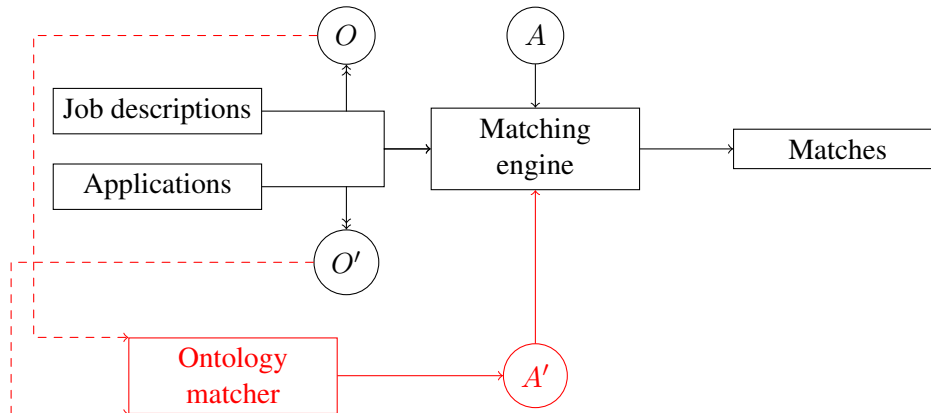 O
A
Job descriptions
Matching
engine
Matches
Applications
O′
Ontology
matcher
A′